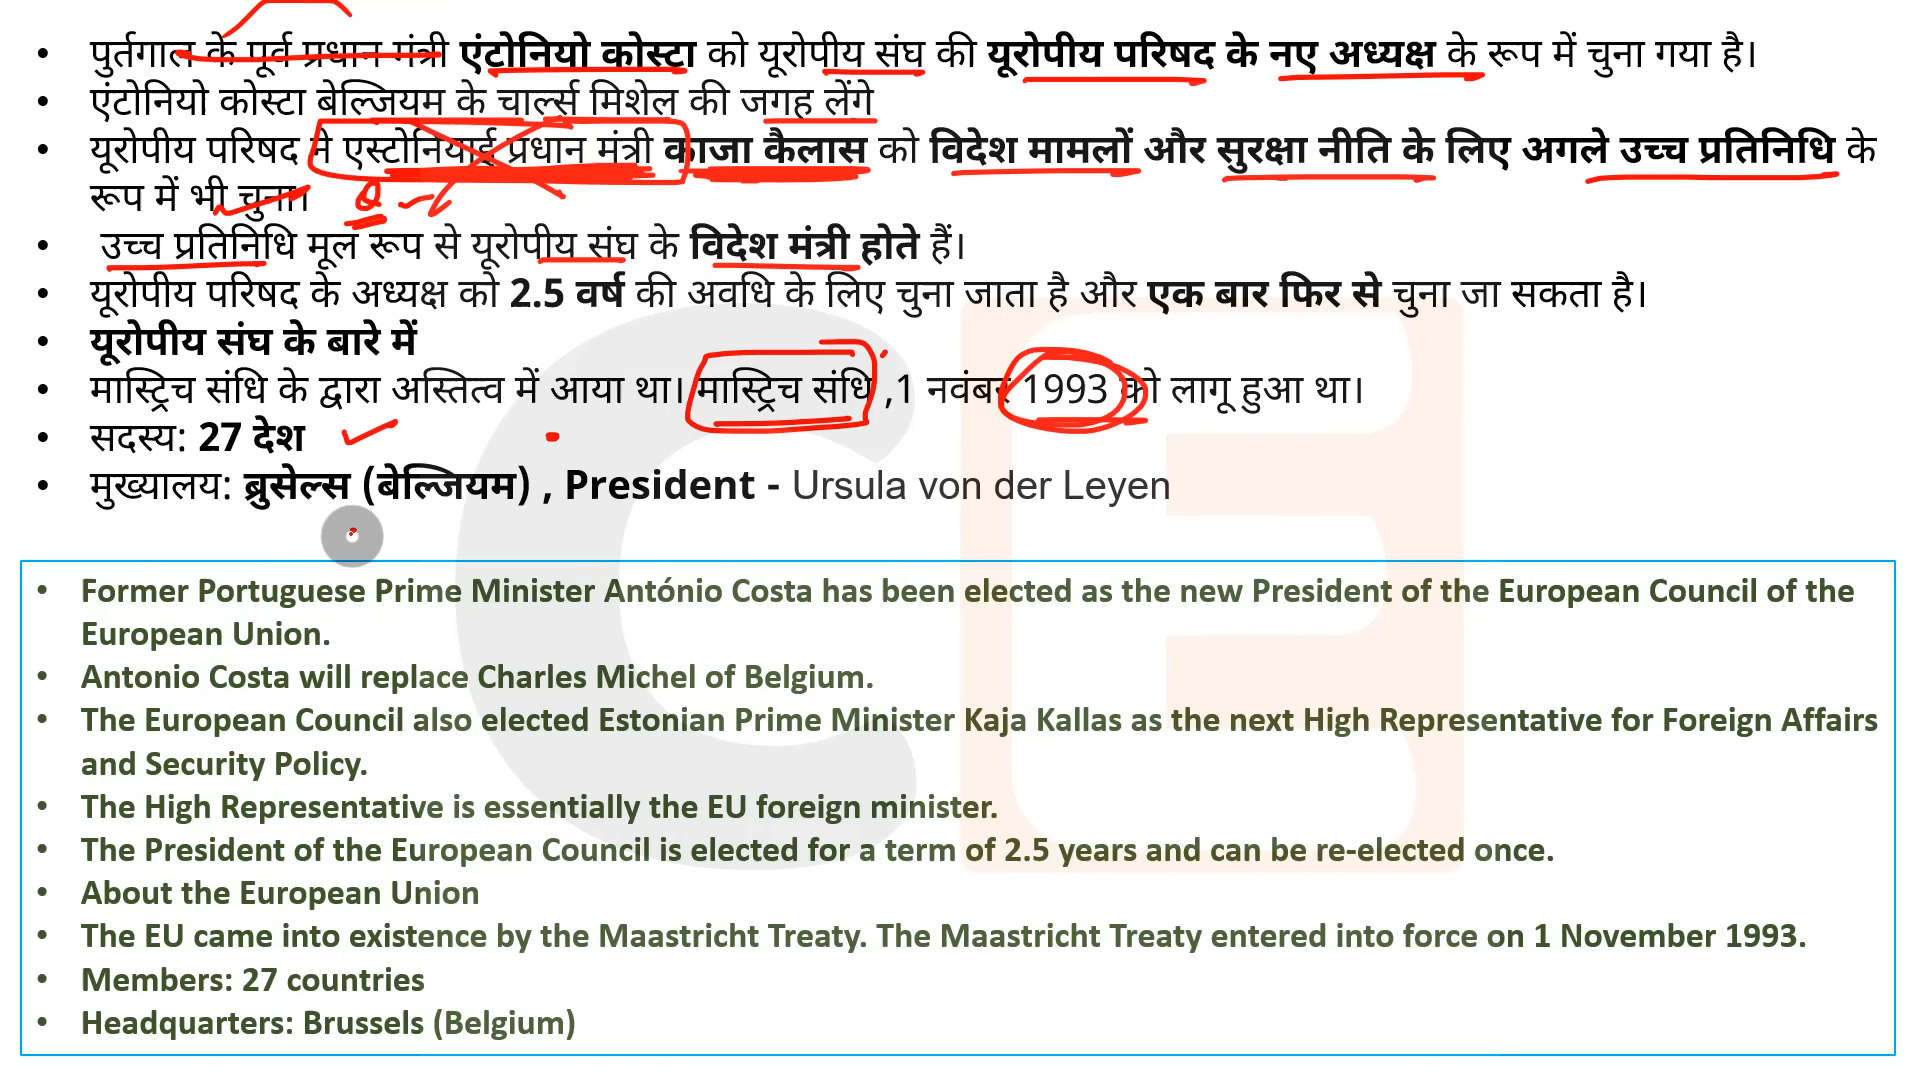 • पुर्तगाल के पूर्व प्रधान मंत्री एंटोनियो कोस्टा को यूरोपीय संघ की यूरोपीय परिषद के नए अध्यक्ष के रूप में चुना गया है।
• एंटोनियो कोस्टा बेल्जियम के चार्ल्स मिशेल की जगह लेंगे
• यूरोपीय परिषद ने एस्टोनियाई प्रधान मंत्री काजा कैलास को विदेश मामलों और सुरक्षा नीति के लिए अगले उच्च प्रतिनिधि के
रूप में भी चुना।
• उच्च प्रतिनिधि मूल रूप से यूरोपीय संघ के विदेश मंत्री होते हैं।
• यूरोपीय परिषद के अध्यक्ष को 2.5 वर्ष की अवधि के लिए चुना जाता है और एक बार फिर से चुना जा सकता है।
• यूरोपीय संघ के बारे में
• मास्ट्रिच संधि के द्वारा अस्तित्व में आया था। मास्ट्रिच संधि ,1 नवंबर 1993 को लागू हुआ था।
• सदस्य: 27 देश
• मुख्यालय: ब्रुसेल्स (बेल्जियम) , President - Ursula von der Leyen
• Former Portuguese Prime Minister António Costa has been elected as the new President of the European Council of the
European Union.
• Antonio Costa will replace Charles Michel of Belgium.
• The European Council also elected Estonian Prime Minister Kaja Kallas as the next High Representative for Foreign Affairs
and Security Policy.
• The High Representative is essentially the EU foreign minister.
• The President of the European Council is elected for a term of 2.5 years and can be re-elected once.
• About the European Union
• The EU came into existence by the Maastricht Treaty. The Maastricht Treaty entered into force on 1 November 1993.
• Members: 27 countries
• Headquarters: Brussels (Belgium)